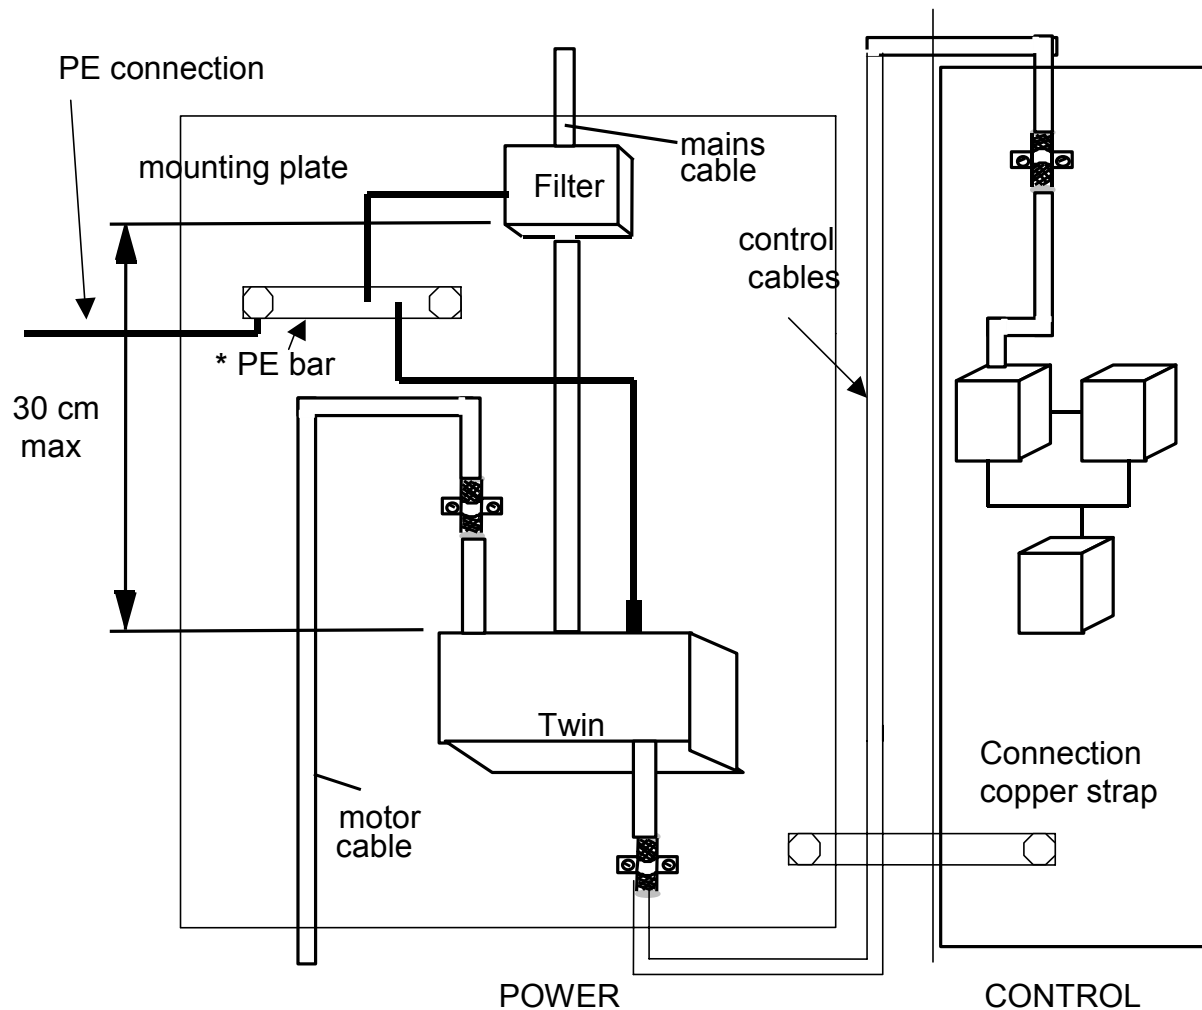 PE connection
mounting plate
mains
cable
Filter
control
cables
* PE bar
30 cm
max
Twin
Connection
copper strap
motor
cable
POWER
CONTROL